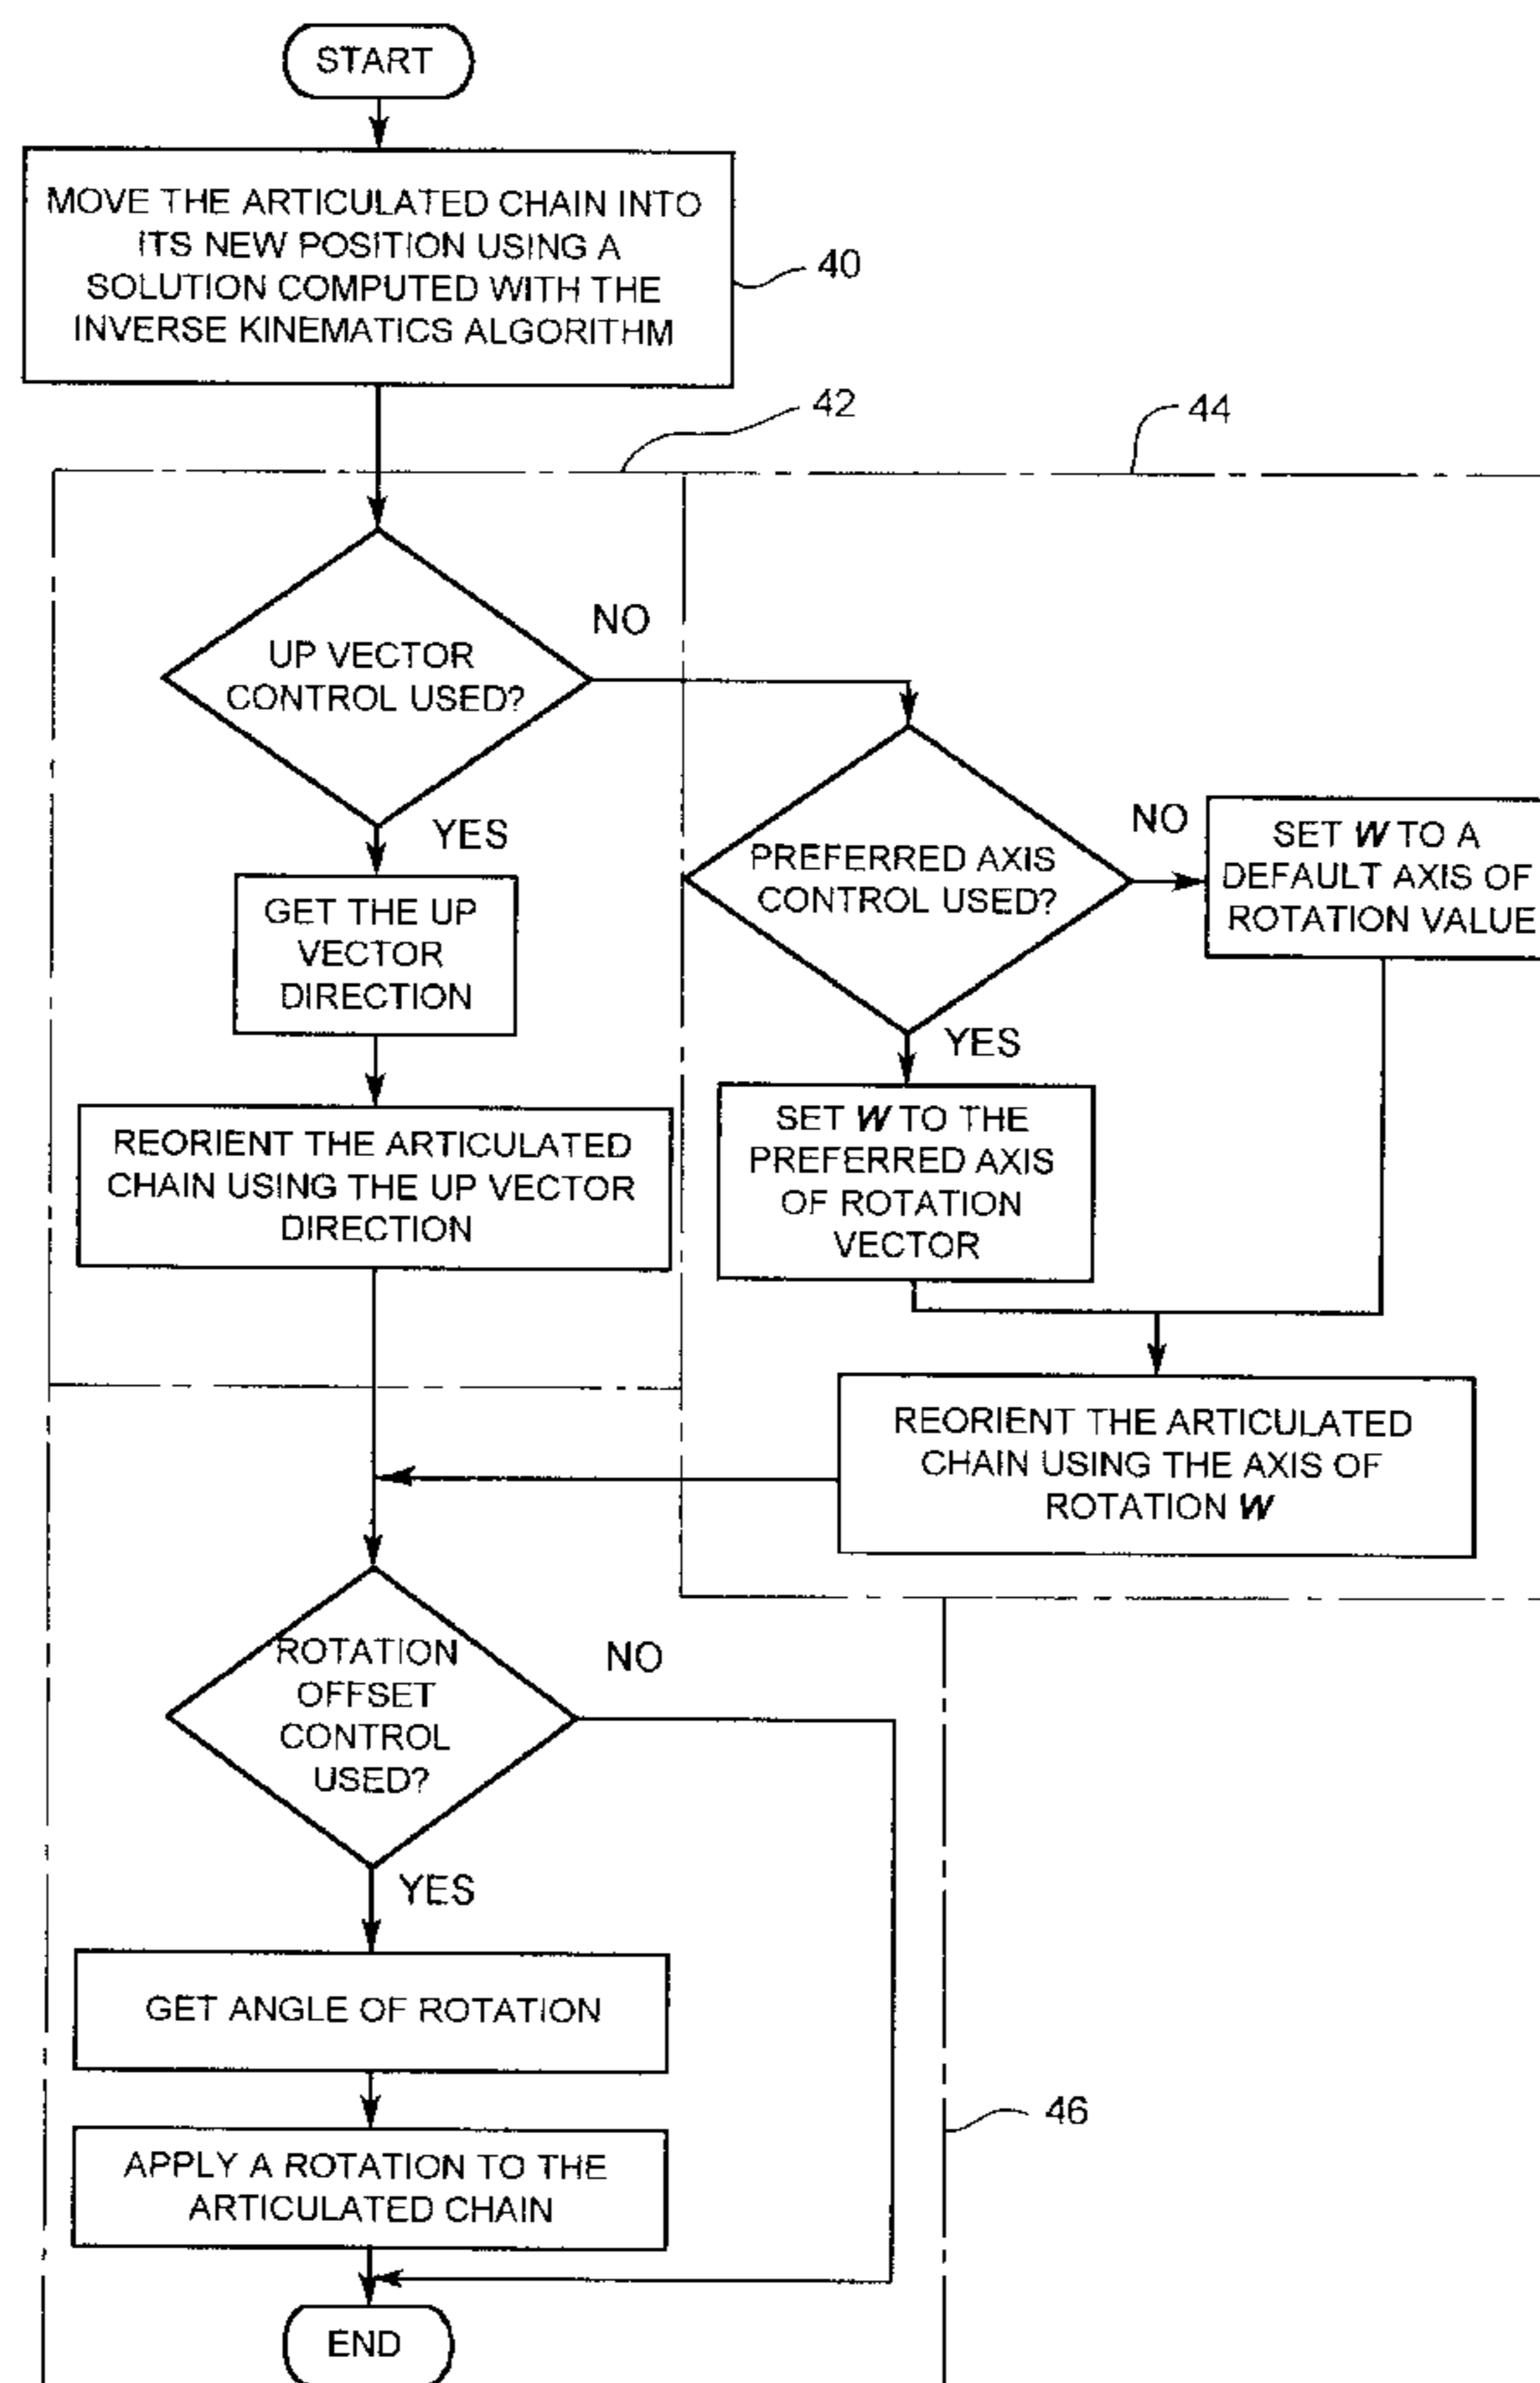 START
MOVE THE ARTICULATED CHAIN INTO
ITS NEW POSITION USING A
SOLUTION COMPUTED WITH THE
INVERSE KINEMATICS ALGORITHM
40
42
44
UP VECTOR
CONTROL USED?
NO
YES
GET THE UP
VECTOR
DIRECTION
REORIENT THE ARTICULATED
CHAIN USING THE UP VECTOR
DIRECTION
PREFERRED AXIS
CONTROL USED?
NO
SET W TO A
DEFAULT AXIS OF
ROTATION VALUE
YES
SET W TO THE
PREFERRED AXIS
OF ROTATION
VECTOR
REORIENT THE ARTICULATED
CHAIN USING THE AXIS OF
ROTATION W
ROTATION
OFFSET
CONTROL
USED?
NO
YES
GET ANGLE OF ROTATION
APPLY A ROTATION TO THE
ARTICULATED CHAIN
46
END